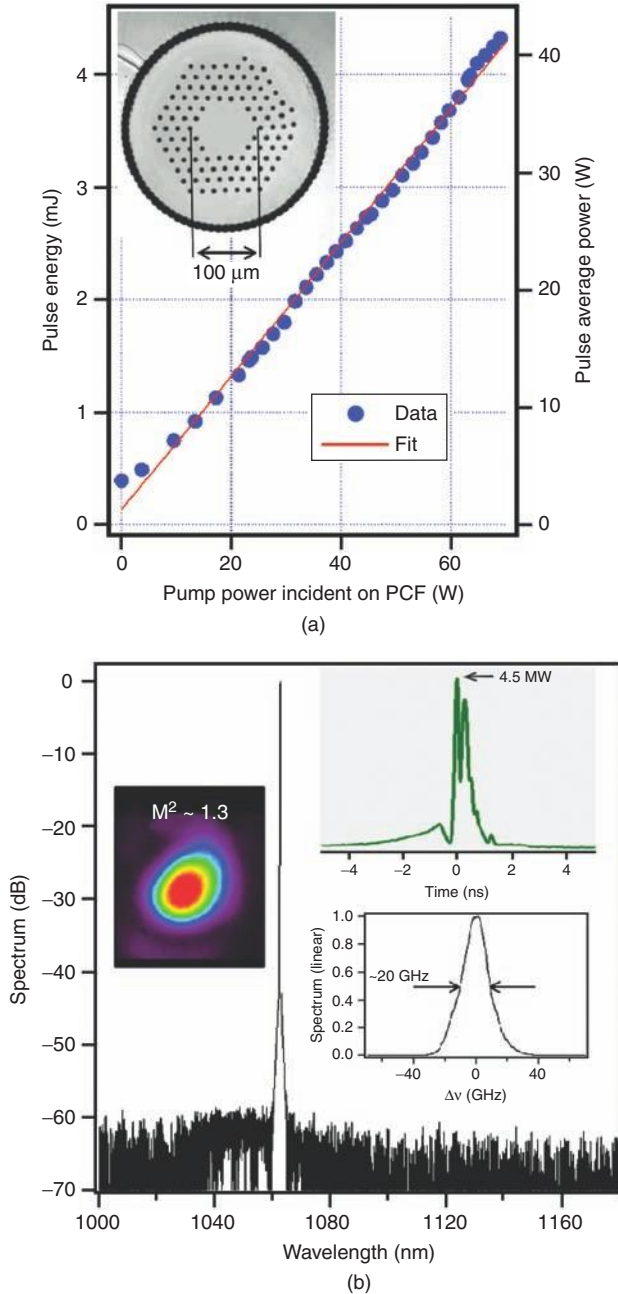 4
3
2
1
0
Pulse energy (mJ)
40
30
20
10
0
Pulse average power (W)
100 μm
Data
Fit
0 20 40 60
Pump power incident on PCF (W)
(a)
0
−10
−20
−30
−40
−50
−60
−70
Spectrum (dB)
M² ~ 1.3
4.5 MW
−4 −2 0 2 4
Time (ns)
1.0
0.8
0.6
0.4
0.2
0.0
Spectrum (linear)
~20 GHz
−40 0 40
Δν (GHz)
1000 1040 1080 1120 1160
Wavelength (nm)
(b)